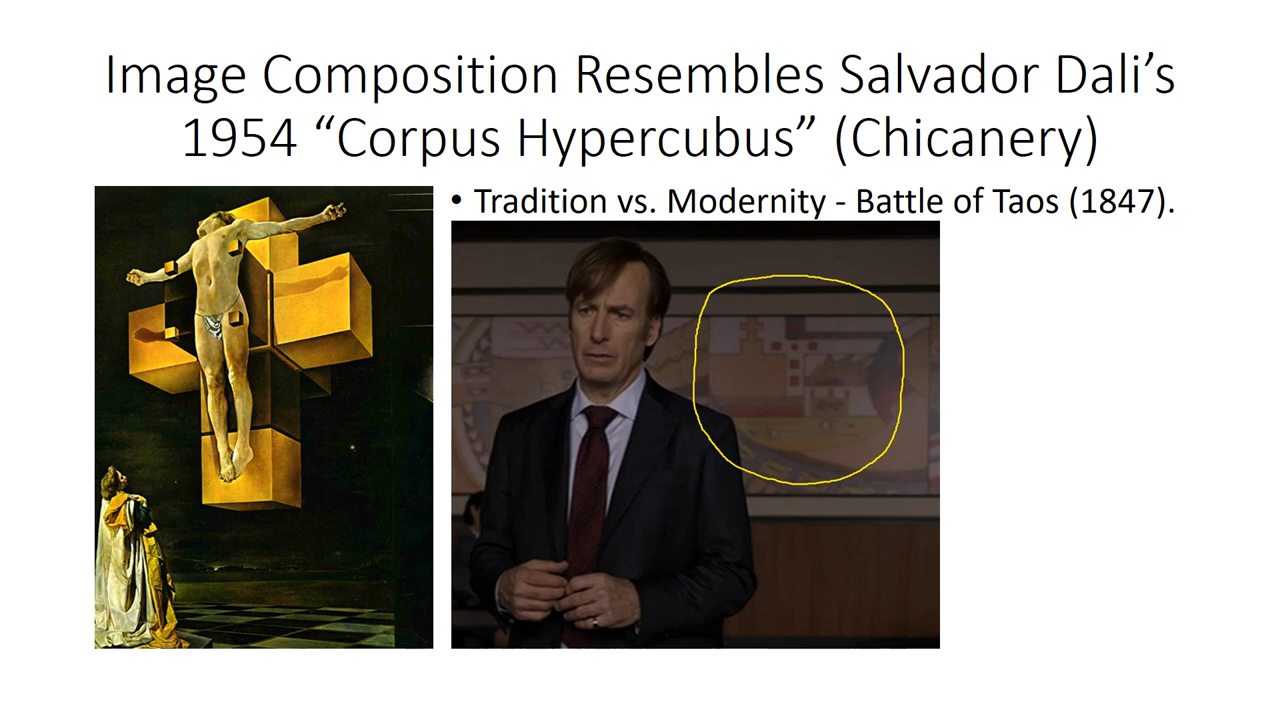 Image Composition Resembles Salvador Dali’s
1954 “Corpus Hypercubus” (Chicanery)
• Tradition vs. Modernity - Battle of Taos (1847).